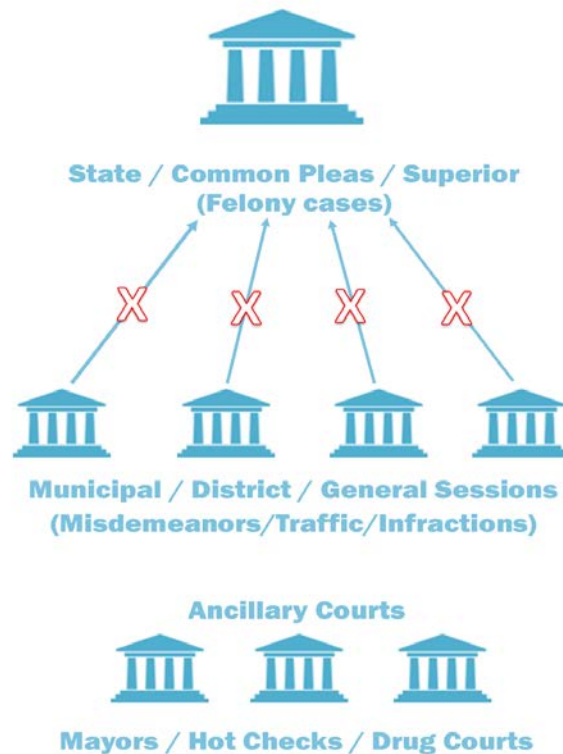 State / Common Pleas / Superior
(Felony cases)
X X X X
Municipal / District / General Sessions
(Misdemeanors/Traffic/Infractions)
Ancillary Courts
Mayors / Hot Checks / Drug Courts